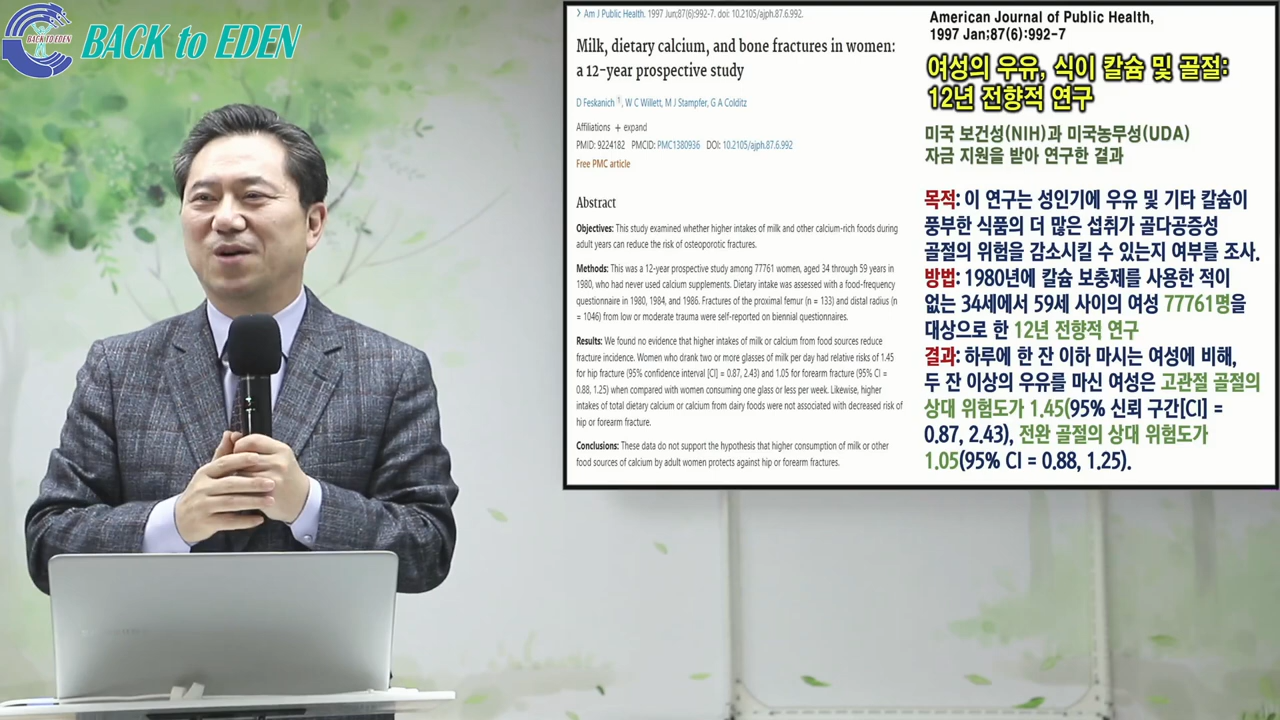 BACK TO EDEN
BACK to EDEN
> Am J Public Health. 1997 Jun;87(6):992-7. doi: 10.2105/ajph.87.6.992.
Milk, dietary calcium, and bone fractures in women:
a 12-year prospective study
D Feskanich 1, W C Willett, M J Stampfer, G A Colditz
Affiliations + expand
PMID: 9224182 PMCID: PMC1380936 DOI: 10.2105/ajph.87.6.992
Free PMC article
Abstract
Objectives: This study examined whether higher intakes of milk and other calcium-rich foods during
adult years can reduce the risk of osteoporotic fractures.
Methods: This was a 12-year prospective study among 77761 women, aged 34 through 59 years in
1980, who had never used calcium supplements. Dietary intake was assessed with a food-frequency
questionnaire in 1980, 1984, and 1986. Fractures of the proximal femur (n = 133) and distal radius (n
= 1046) from low or moderate trauma were self-reported on biennial questionnaires.
Results: We found no evidence that higher intakes of milk or calcium from food sources reduce
fracture incidence. Women who drank two or more glasses of milk per day had relative risks of 1.45
for hip fracture (95% confidence interval [CI] = 0.87, 2.43) and 1.05 for forearm fracture (95% CI =
0.88, 1.25) when compared with women consuming one glass or less per week. Likewise, higher
intakes of total dietary calcium or calcium from dairy foods were not associated with decreased risk of
hip or forearm fracture.
Conclusions: These data do not support the hypothesis that higher consumption of milk or other
food sources of calcium by adult women protects against hip or forearm fractures.
American Journal of Public Health,
1997 Jan;87(6):992-7
여성의 우유, 식이 칼슘 및 골절:
12년 전향적 연구
미국 보건성(NIH)과 미국농무성(UDA)
자금 지원을 받아 연구한 결과
목적: 이 연구는 성인기에 우유 및 기타 칼슘이
풍부한 식품의 더 많은 섭취가 골다공증성
골절의 위험을 감소시킬 수 있는지 여부를 조사.
방법: 1980년에 칼슘 보충제를 사용한 적이
없는 34세에서 59세 사이의 여성 77761명을
대상으로 한 12년 전향적 연구
결과: 하루에 한 잔 이하 마시는 여성에 비해,
두 잔 이상의 우유를 마신 여성은 고관절 골절의
상대 위험도가 1.45(95% 신뢰 구간[CI] =
0.87, 2.43), 전완 골절의 상대 위험도가
1.05(95% CI = 0.88, 1.25).